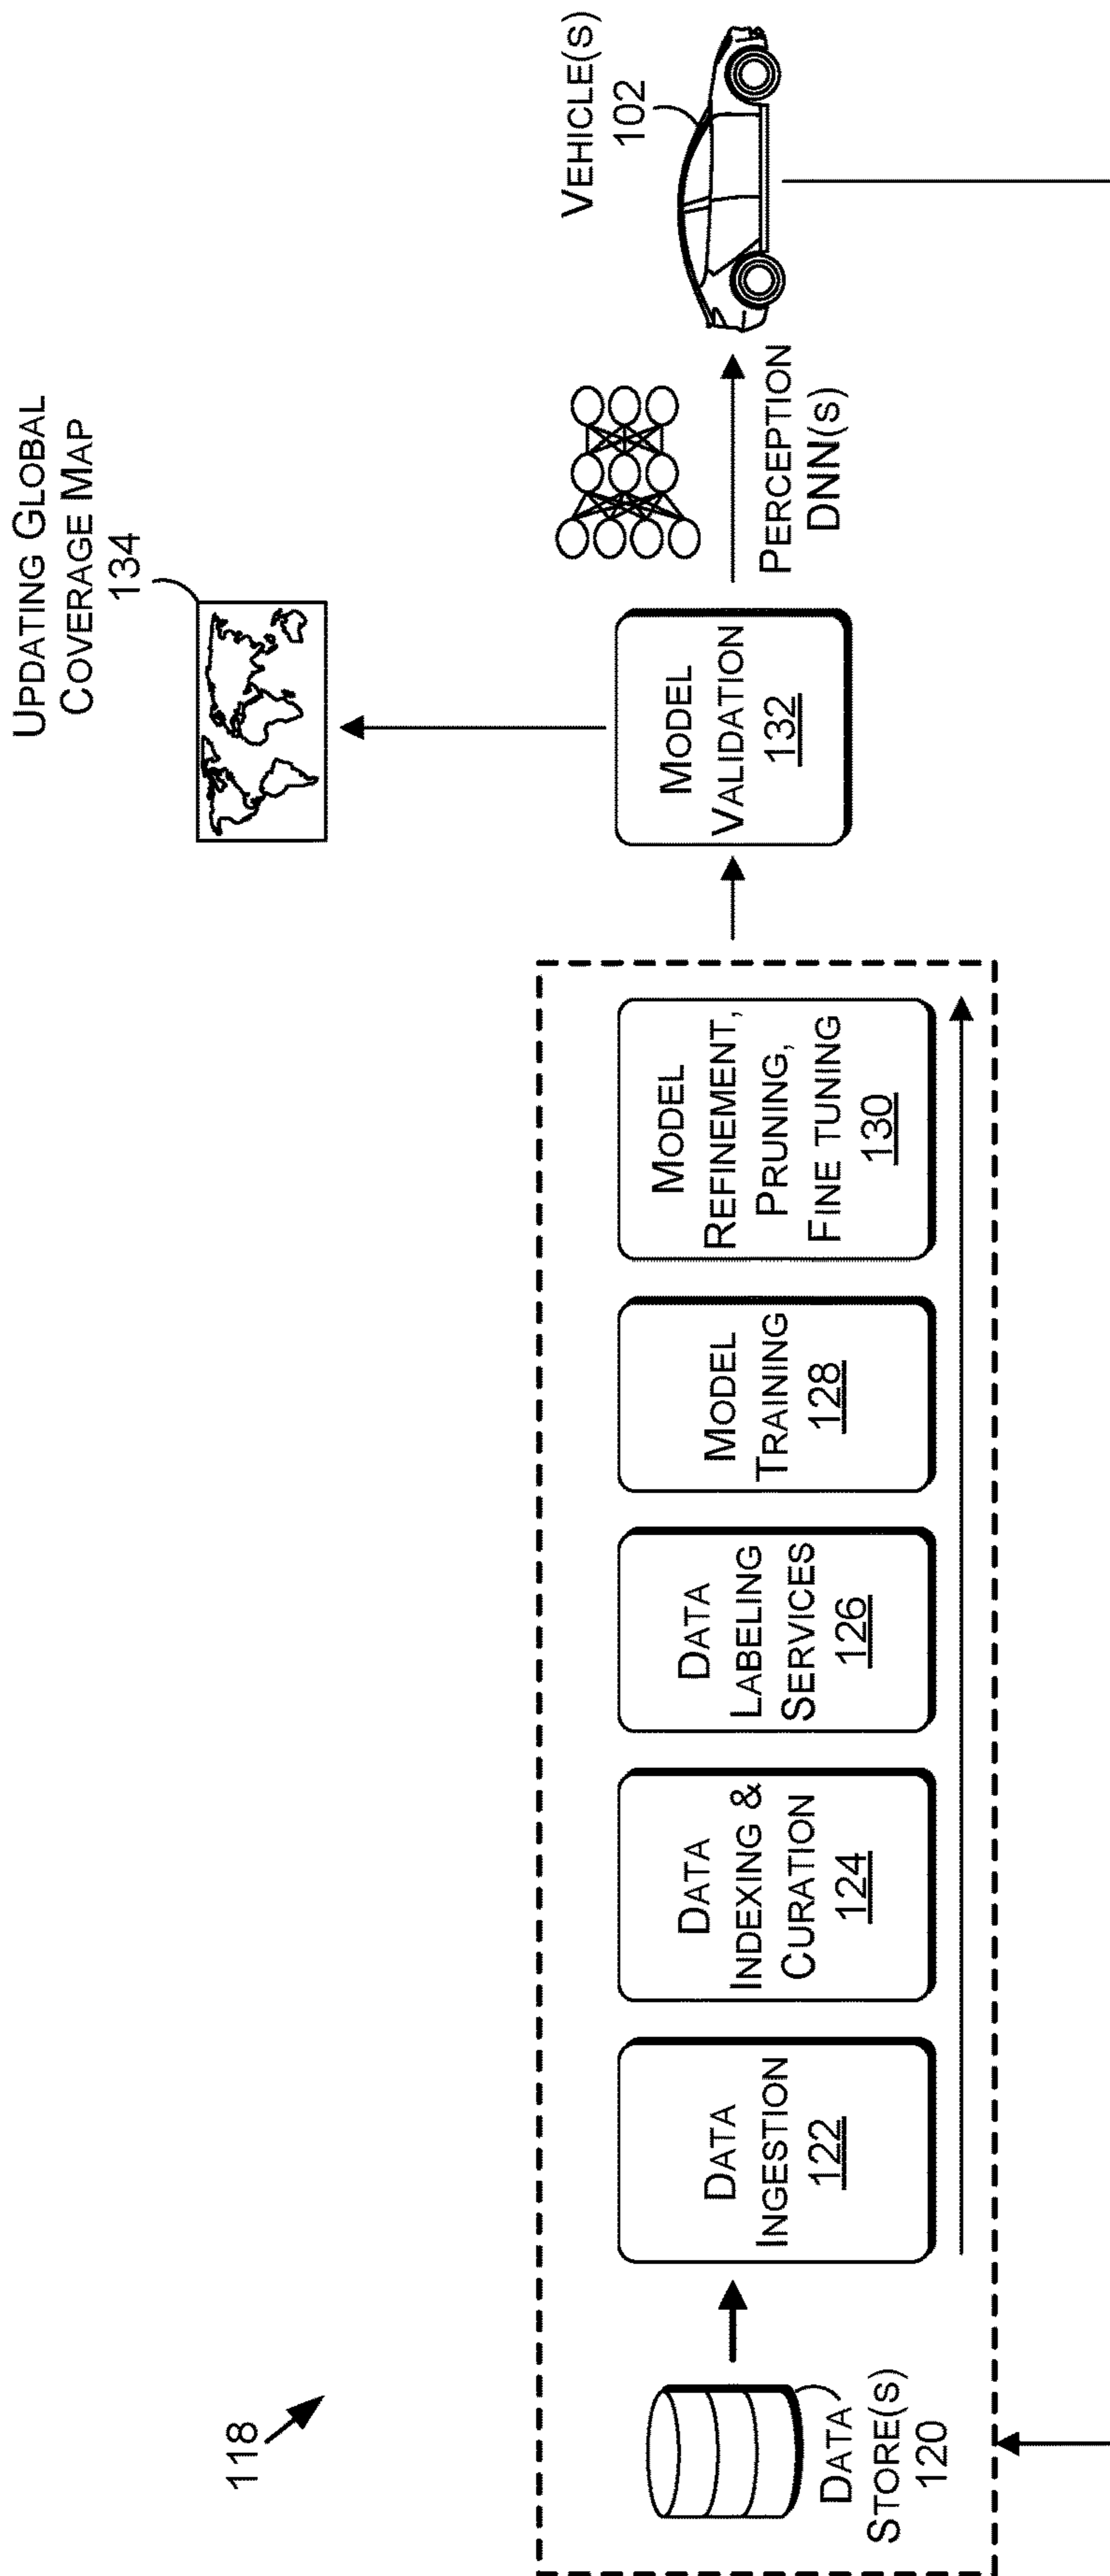 118
DATA
STORE(S)
120
DATA
INGESTION
122
DATA
INDEXING &
CURATION
124
DATA
LABELING
SERVICES
126
MODEL
TRAINING
128
MODEL
REFINEMENT,
PRUNING,
FINE TUNING
130
MODEL
VALIDATION
132
UPDATING GLOBAL
COVERAGE MAP
134
PERCEPTION
DNN(S)
VEHICLE(S)
102